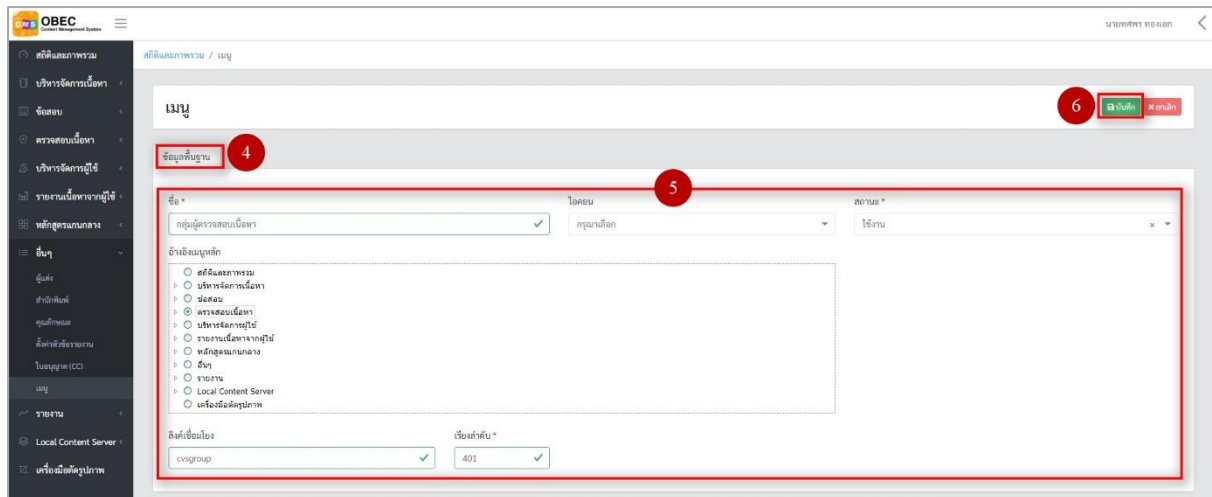 CMS OBEC
Content Management System
นายทศพร ทองเอก
สถิติและภาพรวม
บริหารจัดการเนื้อหา
ข้อสอบ
ตรวจสอบเนื้อหา
บริหารจัดการผู้ใช้
รายงานเนื้อหาจากผู้ใช้
หลักสูตรแกนกลาง
อื่นๆ
ผู้แต่ง
สำนักพิมพ์
คุณลักษณะ
ตั้งค่าหัวข้อรายงาน
ใบอนุญาต (CC)
เมนู
รายงาน
Local Content Server
เครื่องมือตัดรูปภาพ
สถิติและภาพรวม / เมนู
เมนู
6
บันทึก
ยกเลิก
ข้อมูลพื้นฐาน
4
5
ชื่อ *
ไอคอน
สถานะ *
กลุ่มผู้ตรวจสอบเนื้อหา
กรุณาเลือก
ใช้งาน
อ้างอิงเมนูหลัก
สถิติและภาพรวม
บริหารจัดการเนื้อหา
ข้อสอบ
ตรวจสอบเนื้อหา
บริหารจัดการผู้ใช้
รายงานเนื้อหาจากผู้ใช้
หลักสูตรแกนกลาง
อื่นๆ
รายงาน
Local Content Server
เครื่องมือตัดรูปภาพ
ลิงค์เชื่อมโยง
เรียงลำดับ *
cvsgroup
401